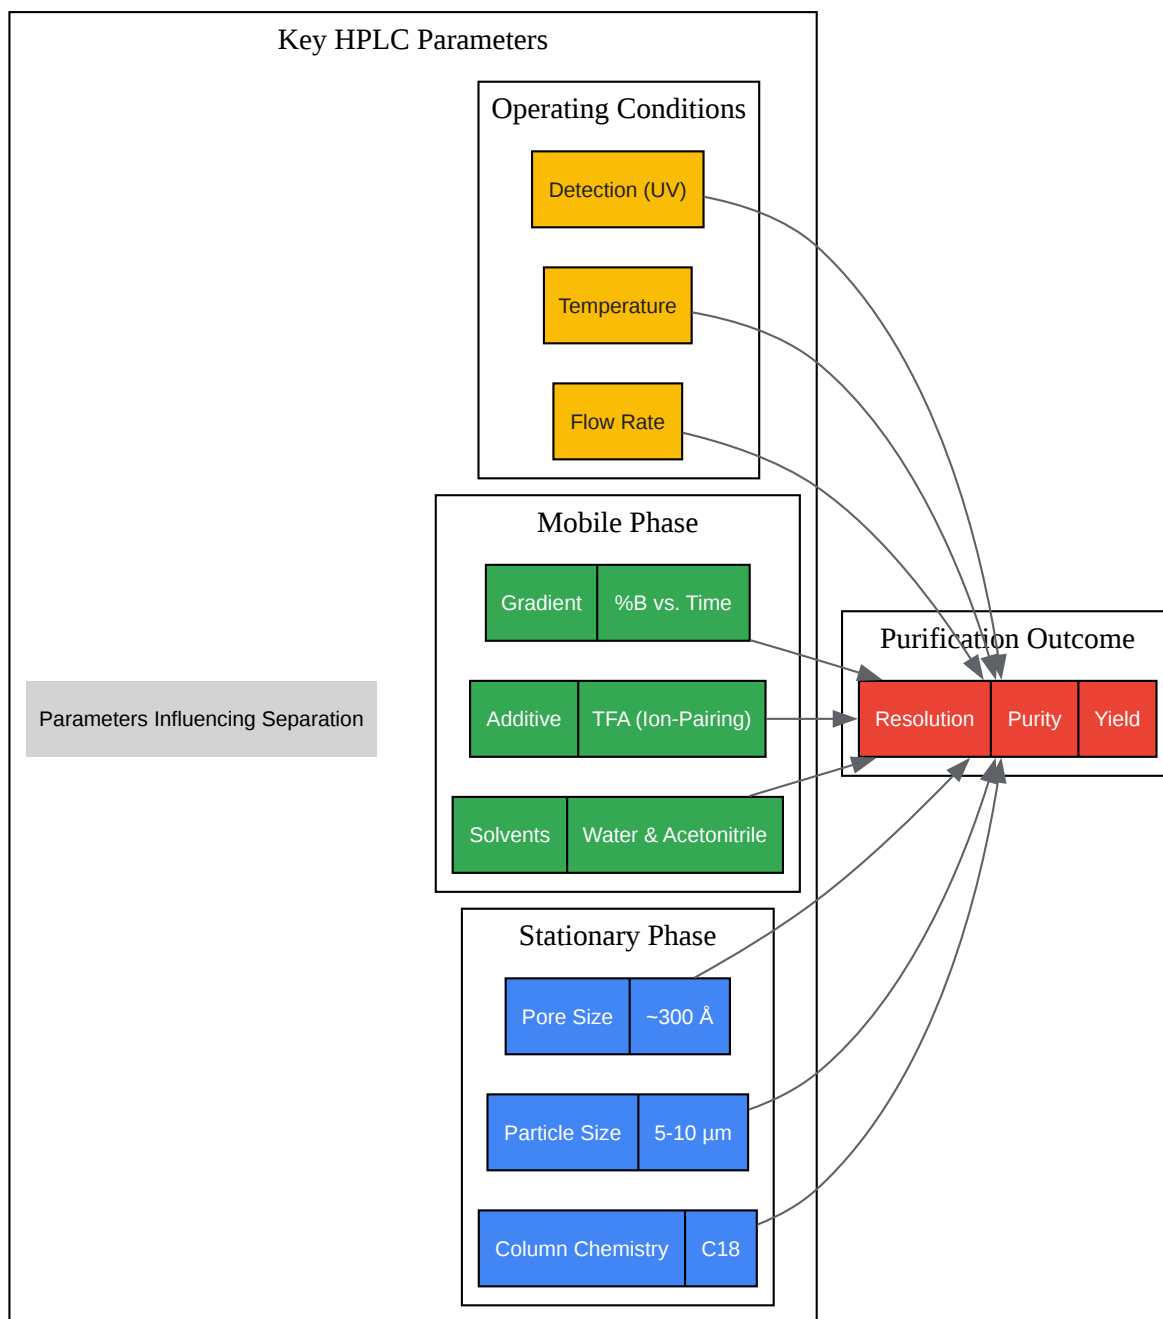 Key HPLC Parameters
Operating Conditions
Detection (UV)
Temperature
Flow Rate
Mobile Phase
Gradient
%B vs. Time
Purification Outcome
Parameters Influencing Separation
Additive
TFA (Ion-Pairing)
Resolution
Purity
Yield
Solvents
Water & Acetonitrile
Stationary Phase
Pore Size
~300 Å
Particle Size
5-10 µm
Column Chemistry
C18